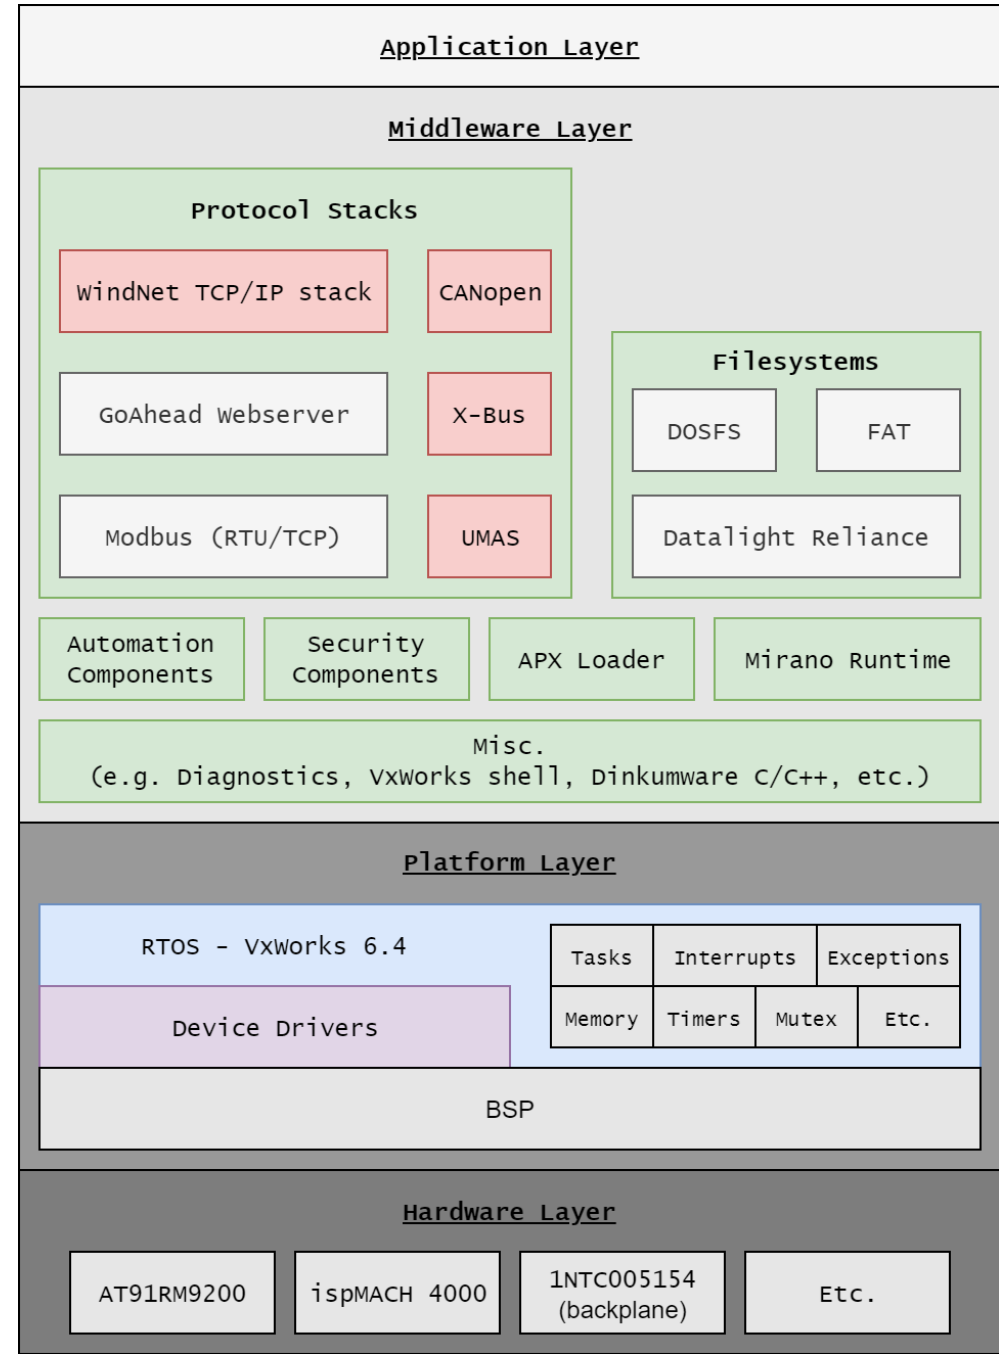 Application Layer
Middleware Layer
Protocol Stacks
WindNet TCP/IP stack
CANopen
GoAhead Webserver
X-Bus
Modbus (RTU/TCP)
UMAS
Filesystems
DOSFS
FAT
Datalight Reliance
Automation
Components
Security
Components
APX Loader
Mirano Runtime
Misc.
(e.g. Diagnostics, VxWorks shell, Dinkumware C/C++, etc.)
Platform Layer
RTOS - VxWorks 6.4
Tasks
Interrupts
Exceptions
Memory
Timers
Mutex
Etc.
Device Drivers
BSP
Hardware Layer
AT91RM9200
ispMACH 4000
1NTC005154
(backplane)
Etc.